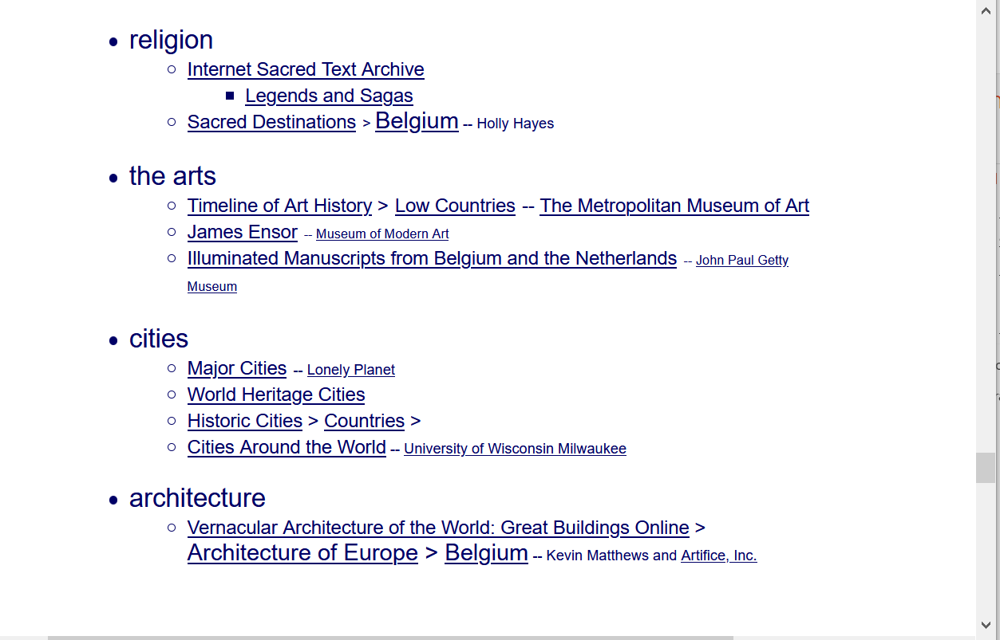 religion
Internet Sacred Text Archive
Legends and Sagas
Sacred Destinations > Belgium -- Holly Hayes
the arts
Timeline of Art History > Low Countries -- The Metropolitan Museum of Art
James Ensor -- Museum of Modern Art
Illuminated Manuscripts from Belgium and the Netherlands -- John Paul Getty
Museum
cities
Major Cities -- Lonely Planet
World Heritage Cities
Historic Cities > Countries >
Cities Around the World -- University of Wisconsin Milwaukee
architecture
Vernacular Architecture of the World: Great Buildings Online >
Architecture of Europe > Belgium -- Kevin Matthews and Artifice, Inc.